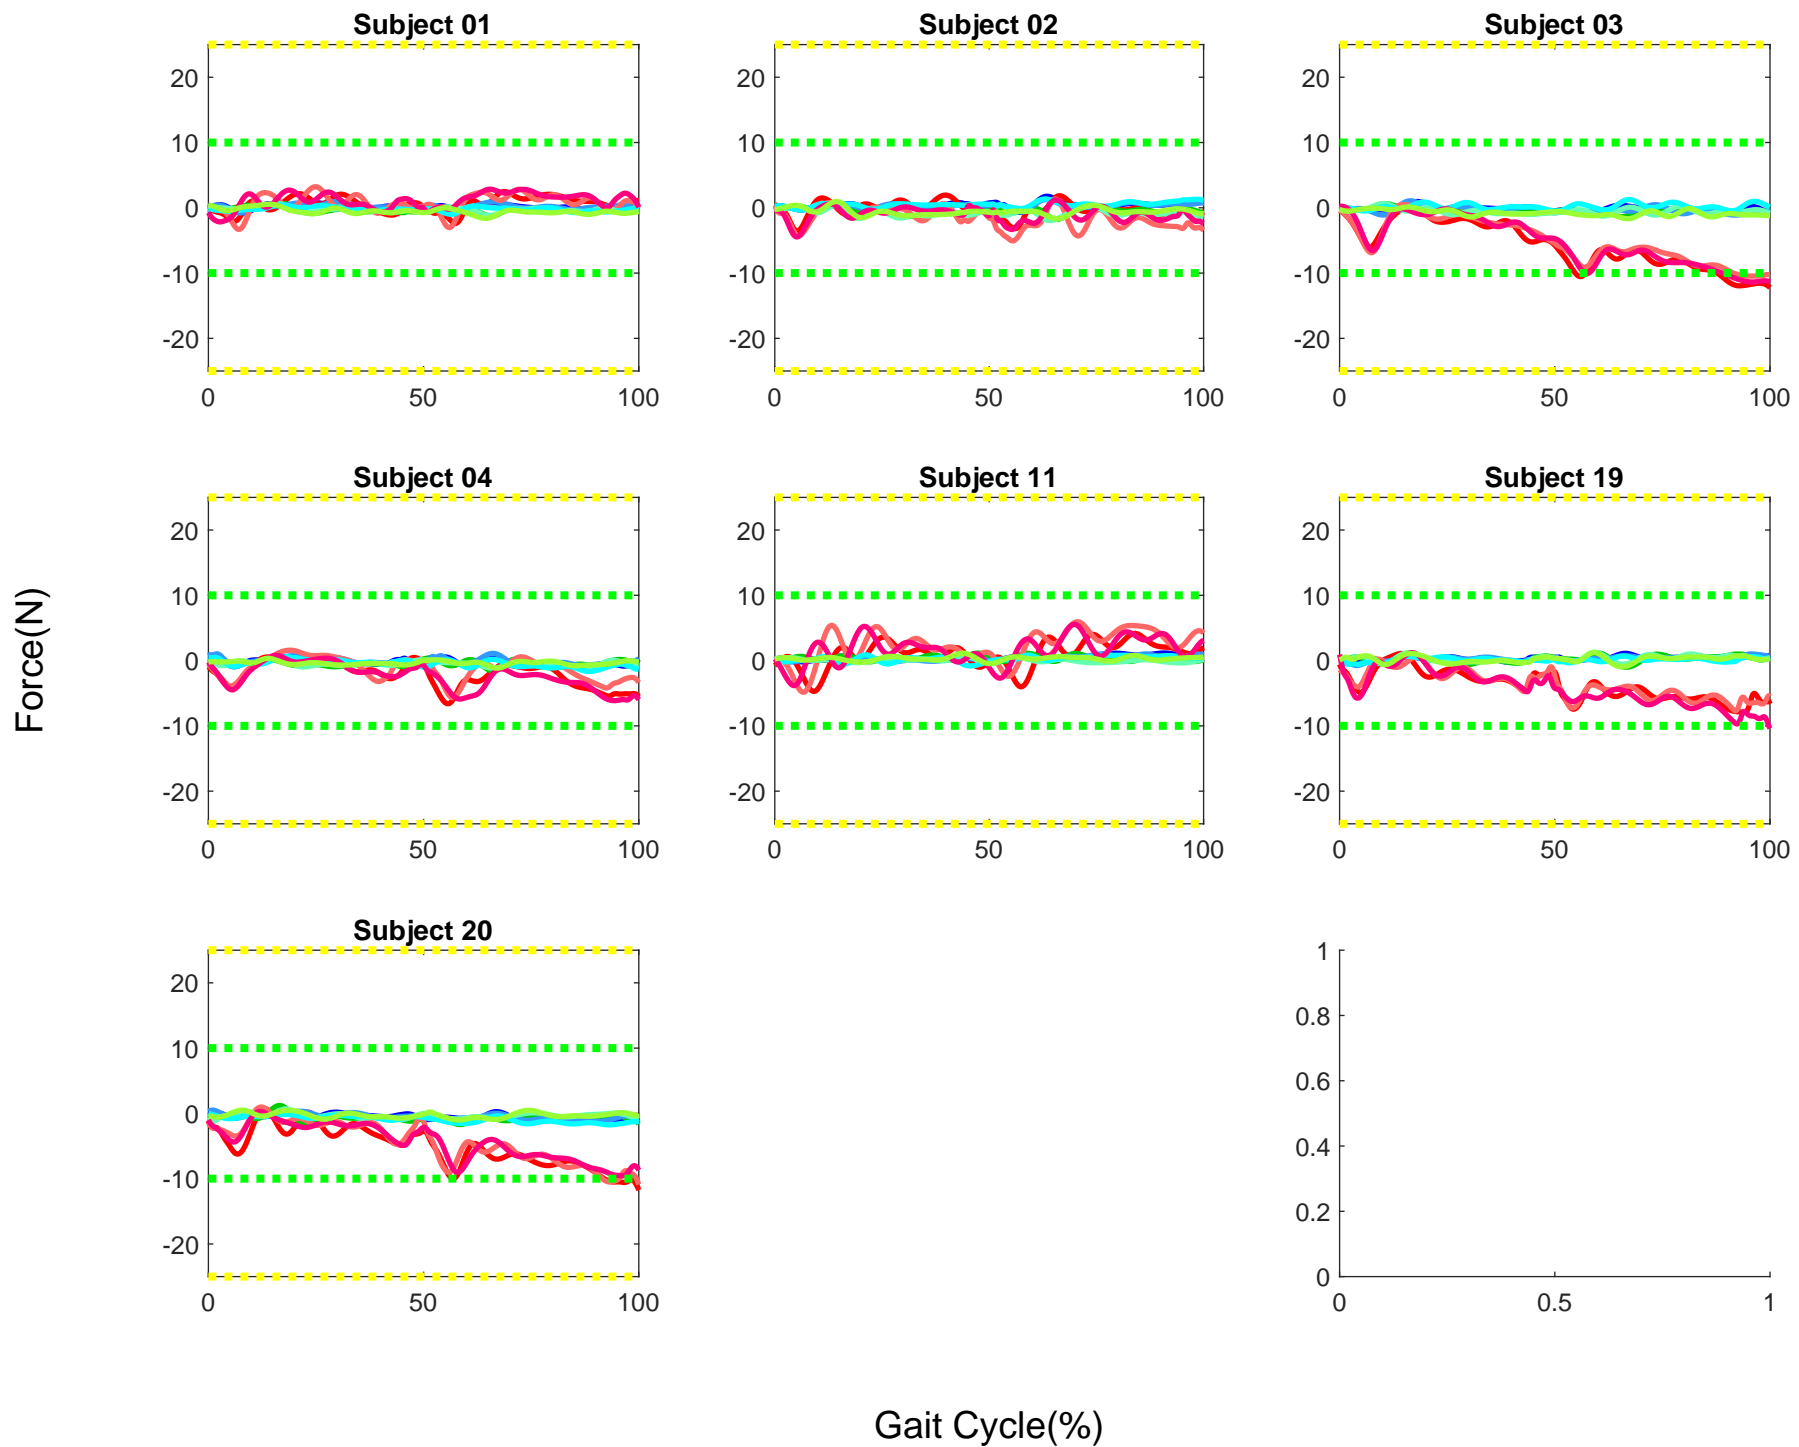 Subject 01 Subject 02 Subject 03
20 20 20
10 10 10
0 0 0
-10 -10 -10
-20 -20 -20
0 50 100 0 50 100 0 50 100
Subject 04 Subject 11 Subject 19
20 20 20
10 10 10
0 0 0
-10 -10 -10
-20 -20 -20
0 50 100 0 50 100 0 50 100
Force(N)
Subject 20
20
10
0
-10
-20
0 50 100
1
0.8
0.6
0.4
0.2
0
0 0.5 1
Gait Cycle(%)